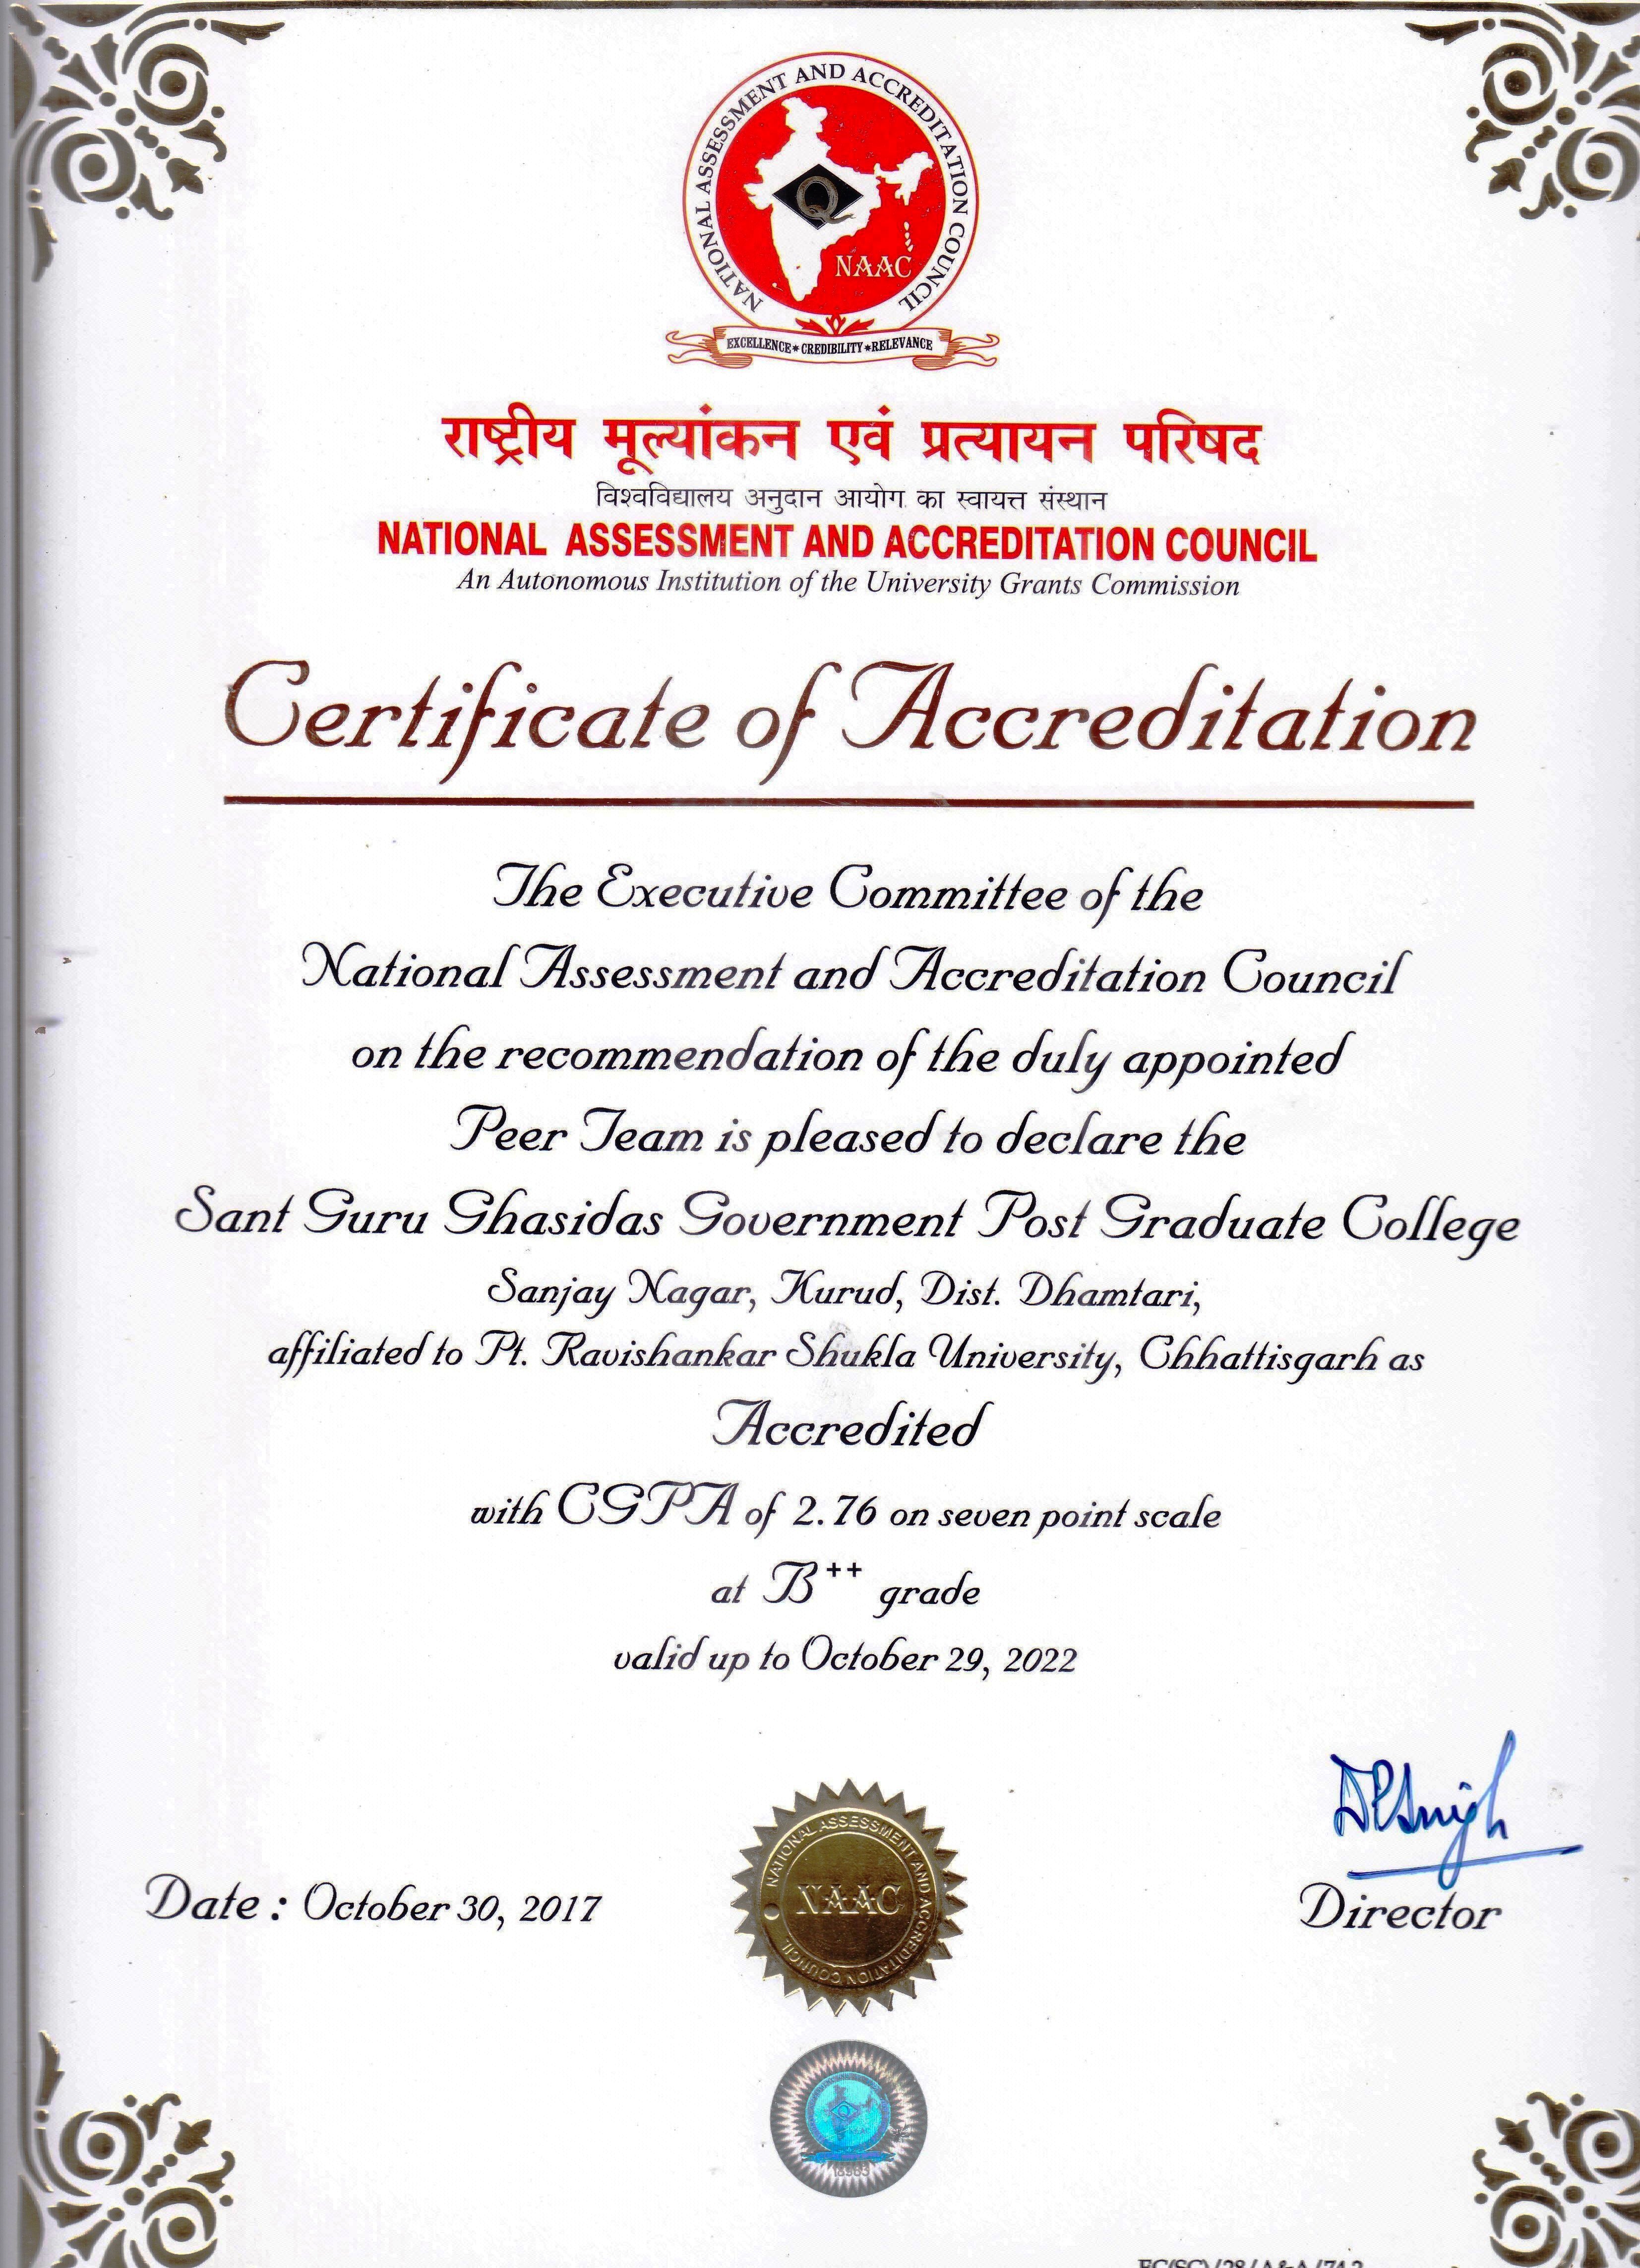 NATIONAL ASSESSMENT AND ACCREDITATION COUNCIL
Q
NAAC
EXCELLENCE * CREDIBILITY * RELEVANCE
राष्ट्रीय मूल्यांकन एवं प्रत्यायन परिषद
विश्वविद्यालय अनुदान आयोग का स्वायत्त संस्थान
NATIONAL ASSESSMENT AND ACCREDITATION COUNCIL
An Autonomous Institution of the University Grants Commission
Certificate of Accreditation
The Executive Committee of the
National Assessment and Accreditation Council
on the recommendation of the duly appointed
Peer Team is pleased to declare the
Sant Guru Ghasidas Government Post Graduate College
Sanjay Nagar, Kurud, Dist. Dhamtari,
affiliated to Pt. Ravishankar Shukla University, Chhattisgarh as
Accredited
with CGPA of 2.76 on seven point scale
at B++ grade
valid up to October 29, 2022
Date : October 30, 2017
NATIONAL ASSESSMENT AND ACCREDITATION COUNCIL
NAAC
Director